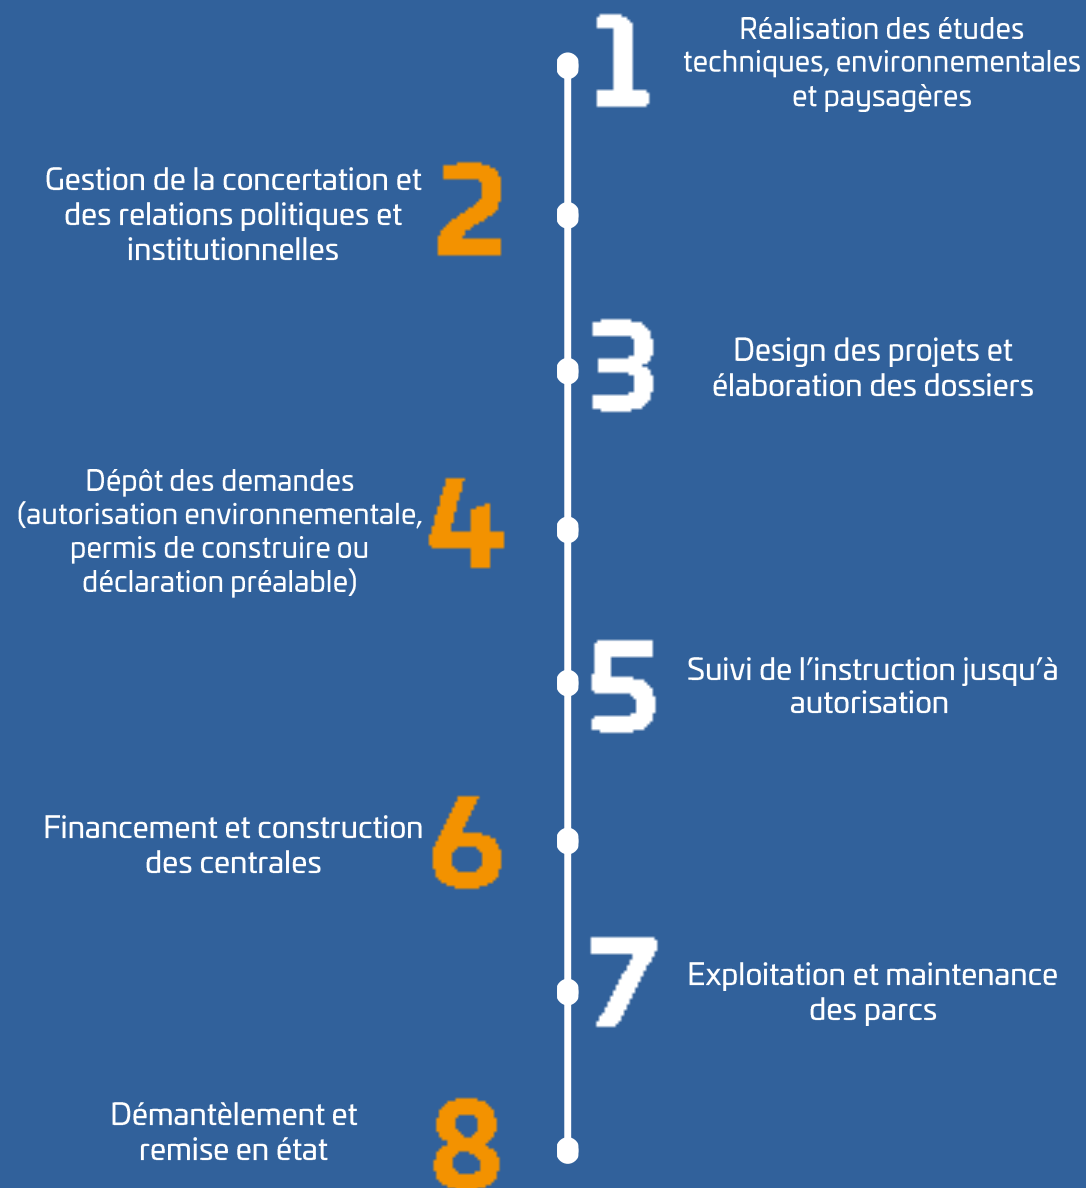 1
Réalisation des études
techniques, environnementales
et paysagères
2
Gestion de la concertation et
des relations politiques et
institutionnelles
3
Design des projets et
élaboration des dossiers
4
Dépôt des demandes
(autorisation environnementale,
permis de construire ou
déclaration préalable)
5
Suivi de l’instruction jusqu’à
autorisation
6
Financement et construction
des centrales
7
Exploitation et maintenance
des parcs
8
Démantèlement et
remise en état